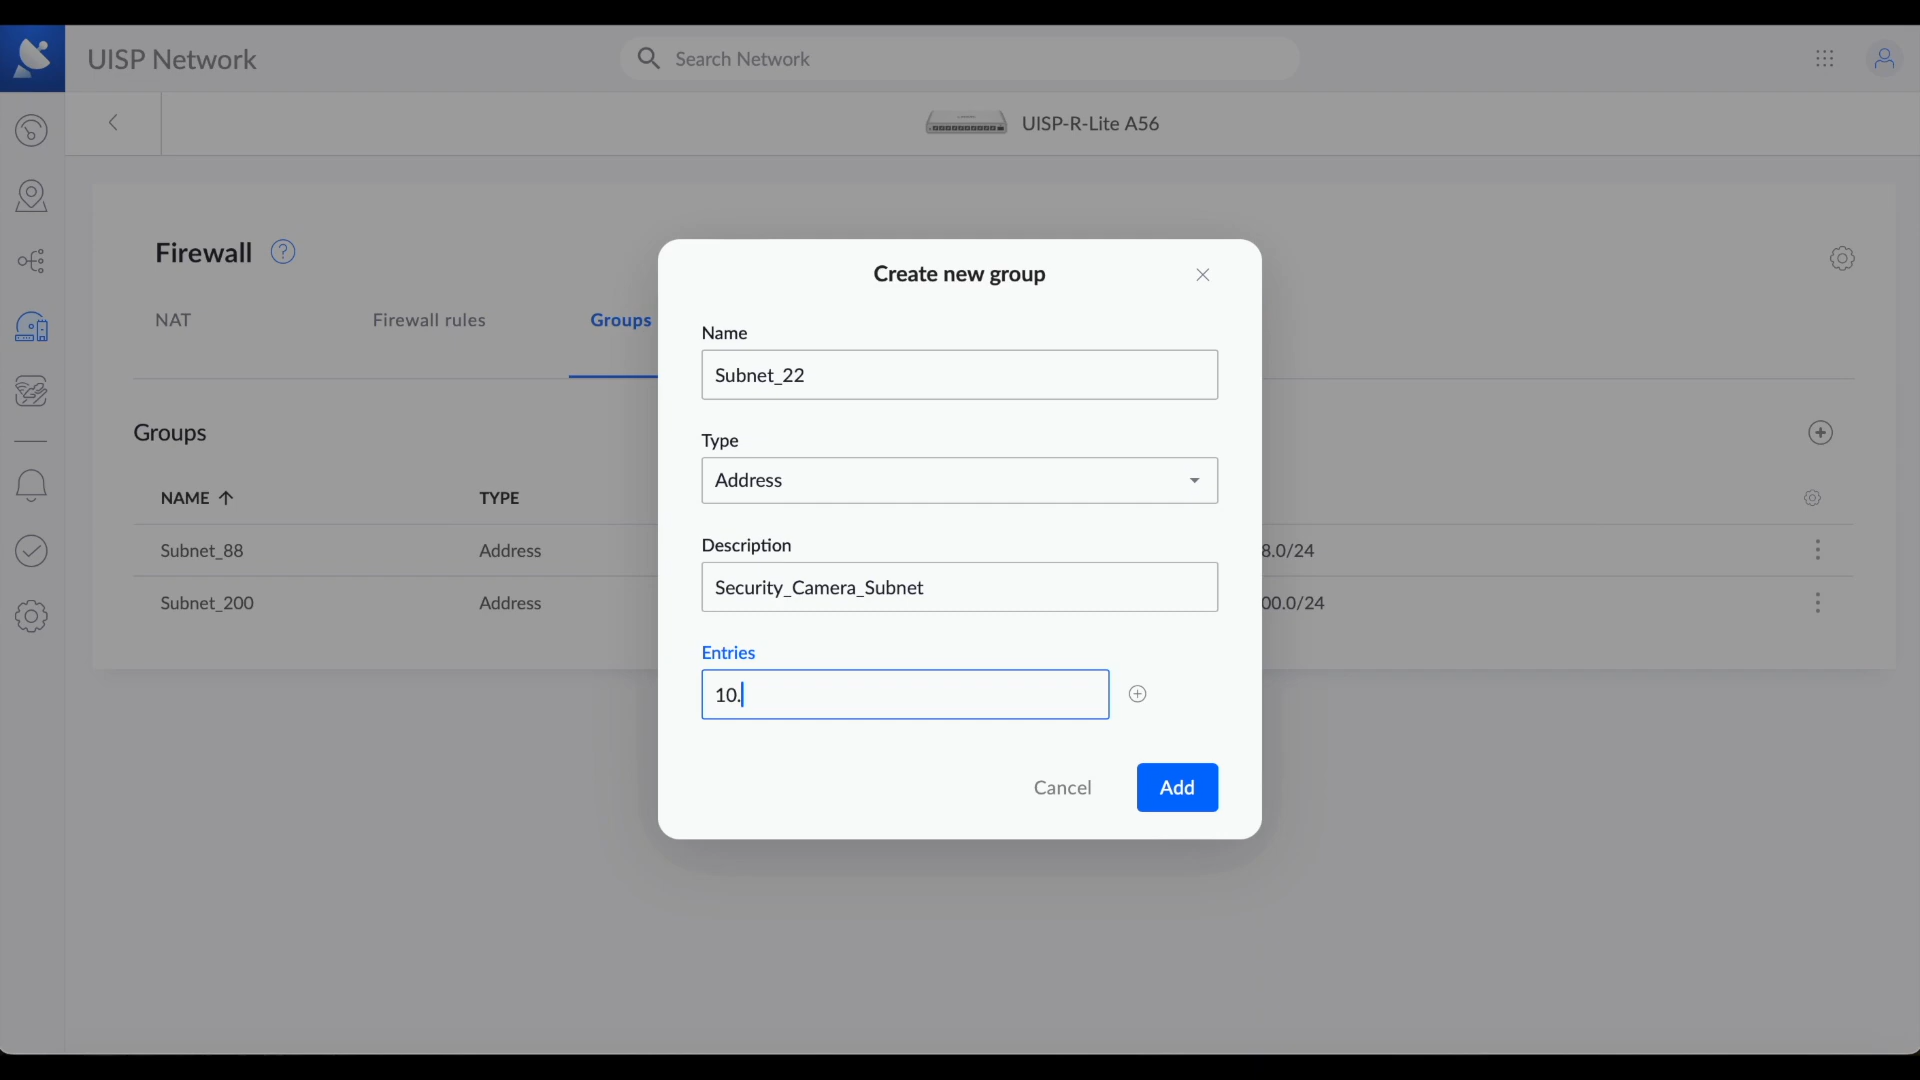 UISP Network
Search Network
UISP-R-Lite A56
Firewall ?
NAT
Firewall rules
Groups
Groups
NAME ↑ TYPE
Subnet_88 Address 8.0/24
Subnet_200 Address 00.0/24
Create new group
Name
Subnet_22
Type
Address
Description
Security_Camera_Subnet
Entries
10.
Cancel
Add